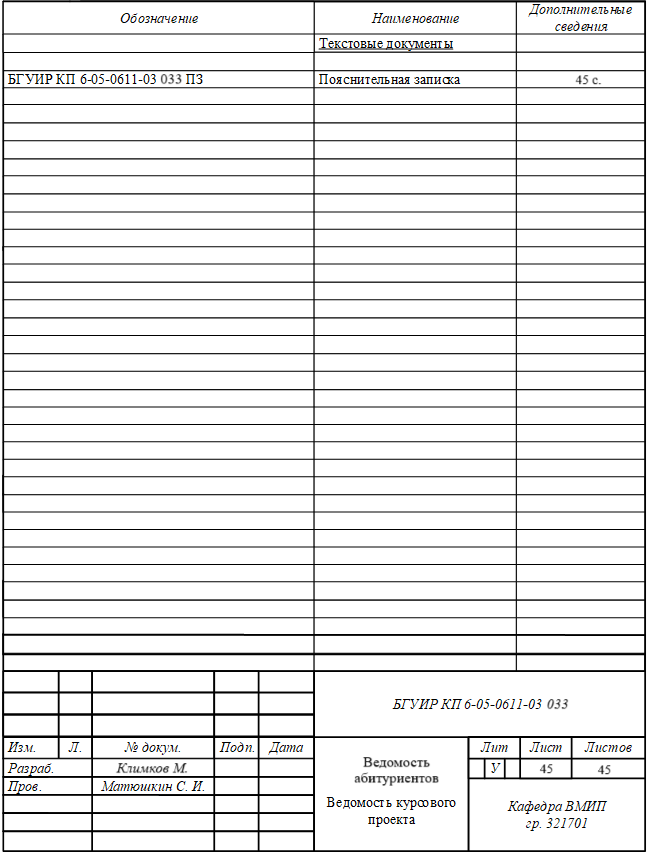 Обозначение Наименование Дополнительные
сведения
Текстовые документы
БГУИР КП 6-05-0611-03 033 ПЗ Пояснительная записка 45 с.
БГУИР КП 6-05-0611-03 033
Изм. Л. № докум. Подп. Дата
Ведомость
абитуриентов
Ведомость курсового
проекта
Лит Лист Листов
Разраб. Климков М.
У 45 45
Пров. Матюшкин С. И.
Кафедра ВМИП
гр. 321701